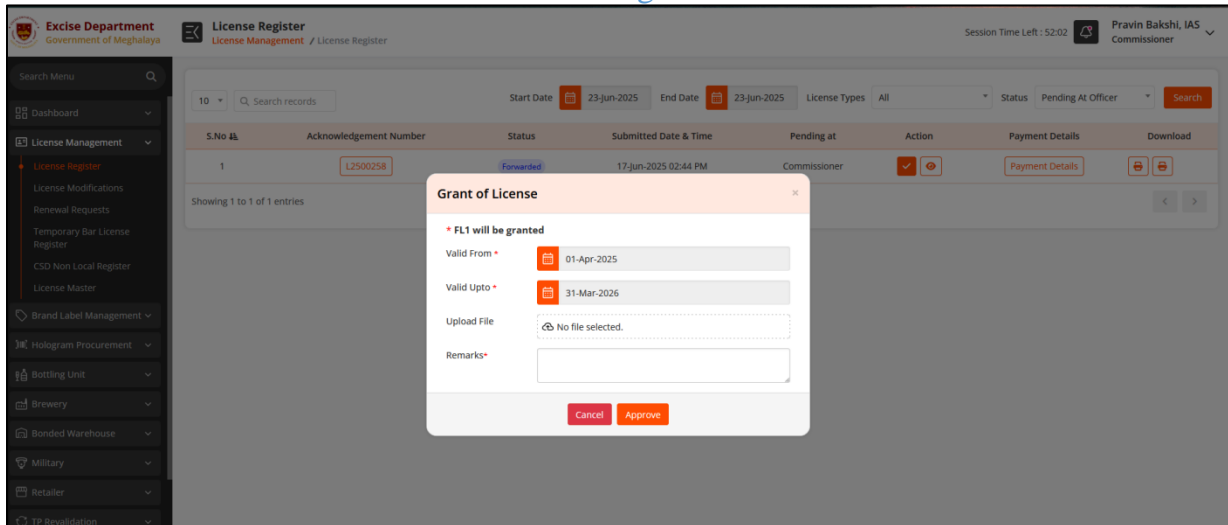 Excise Department
Government of Meghalaya
License Register
License Management / License Register
Session Time Left : 52:02
Pravin Bakshi, IAS
Commissioner
Search Menu
Dashboard
License Management
License Register
License Modifications
Renewal Requests
Temporary Bar License
Register
CSD Non Local Register
License Master
Brand Label Management
Hologram Procurement
Bottling Unit
Brewery
Bonded Warehouse
Military
Retailer
TP Revalidation
10 Search records Start Date 23-Jun-2025 End Date 23-Jun-2025 License Types All Status Pending At Officer Search
S.No Acknowledgement Number Status Submitted Date & Time Pending at Action Payment Details Download
1 L2500258 Forwarded 17-Jun-2025 02:44 PM Commissioner Payment Details
Showing 1 to 1 of 1 entries
Grant of License ×
* FL1 will be granted
Valid From * 01-Apr-2025
Valid Upto * 31-Mar-2026
Upload File No file selected.
Remarks*
Cancel Approve